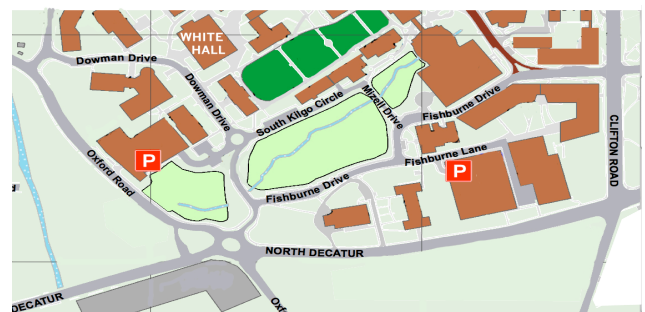 WHITE
HALL
Dowman Drive
Dowman Drive
South Kilgo Circle
Mizell Drive
Fishburne Drive
Fishburne Lane
CLIFTON ROAD
P
Oxford Road
P
Fishburne Drive
NORTH DECATUR
DECATUR
Oxf